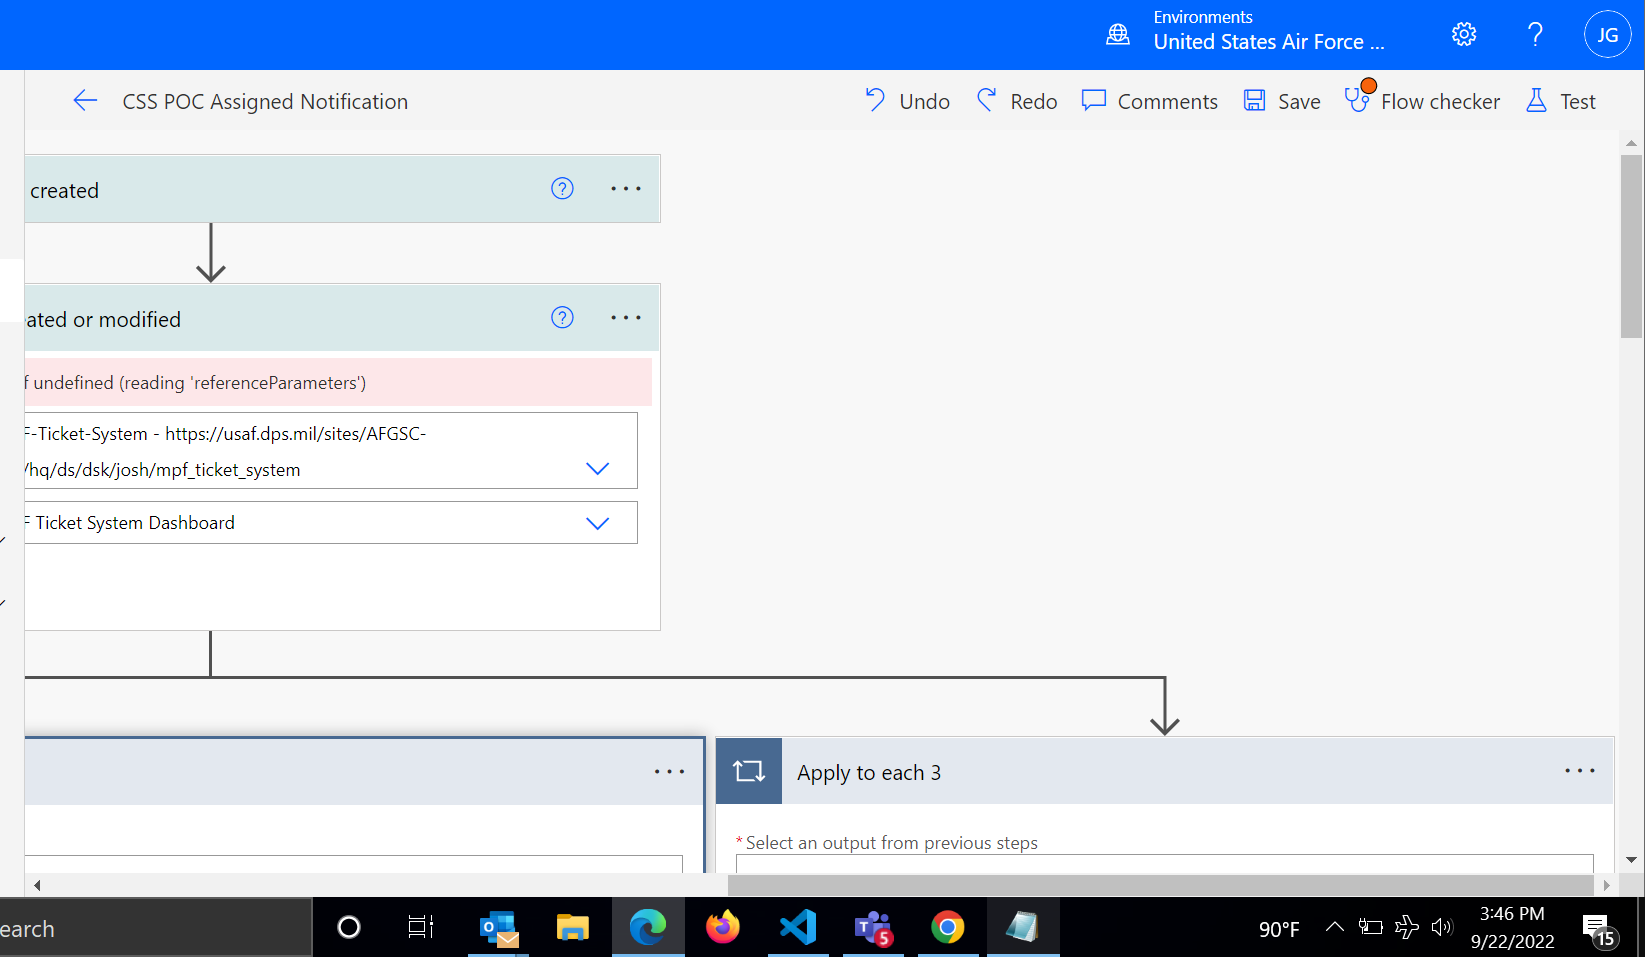 Environments
United States Air Force ...
JG
CSS POC Assigned Notification
Undo
Redo
Comments
Save
Flow checker
Test
created
ated or modified
f undefined (reading 'referenceParameters')
F-Ticket-System - https://usaf.dps.mil/sites/AFGSC-
/hq/ds/dsk/josh/mpf_ticket_system
F Ticket System Dashboard
Apply to each 3
*Select an output from previous steps
earch
5
90°F
3:46 PM
9/22/2022
15